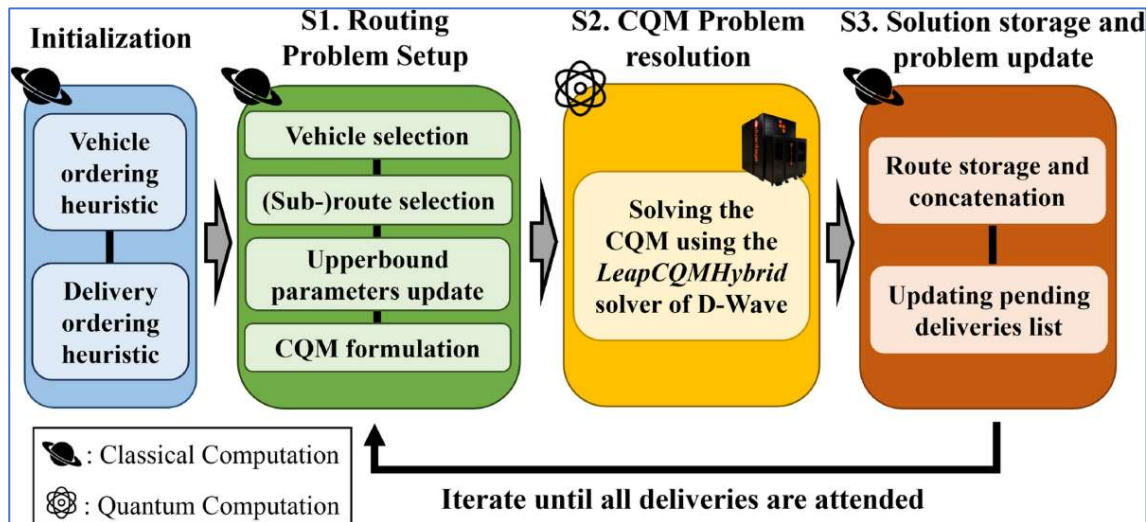 Initialization
Vehicle
ordering
heuristic
Delivery
ordering
heuristic
S1. Routing
Problem Setup
Vehicle selection
(Sub-)route selection
Upperbound
parameters update
CQM formulation
S2. CQM Problem
resolution
Solving the
CQM using the
LeapCQMHybrid
solver of D-Wave
S3. Solution storage and
problem update
Route storage and
concatenation
Updating pending
deliveries list
: Classical Computation
: Quantum Computation
Iterate until all deliveries are attended